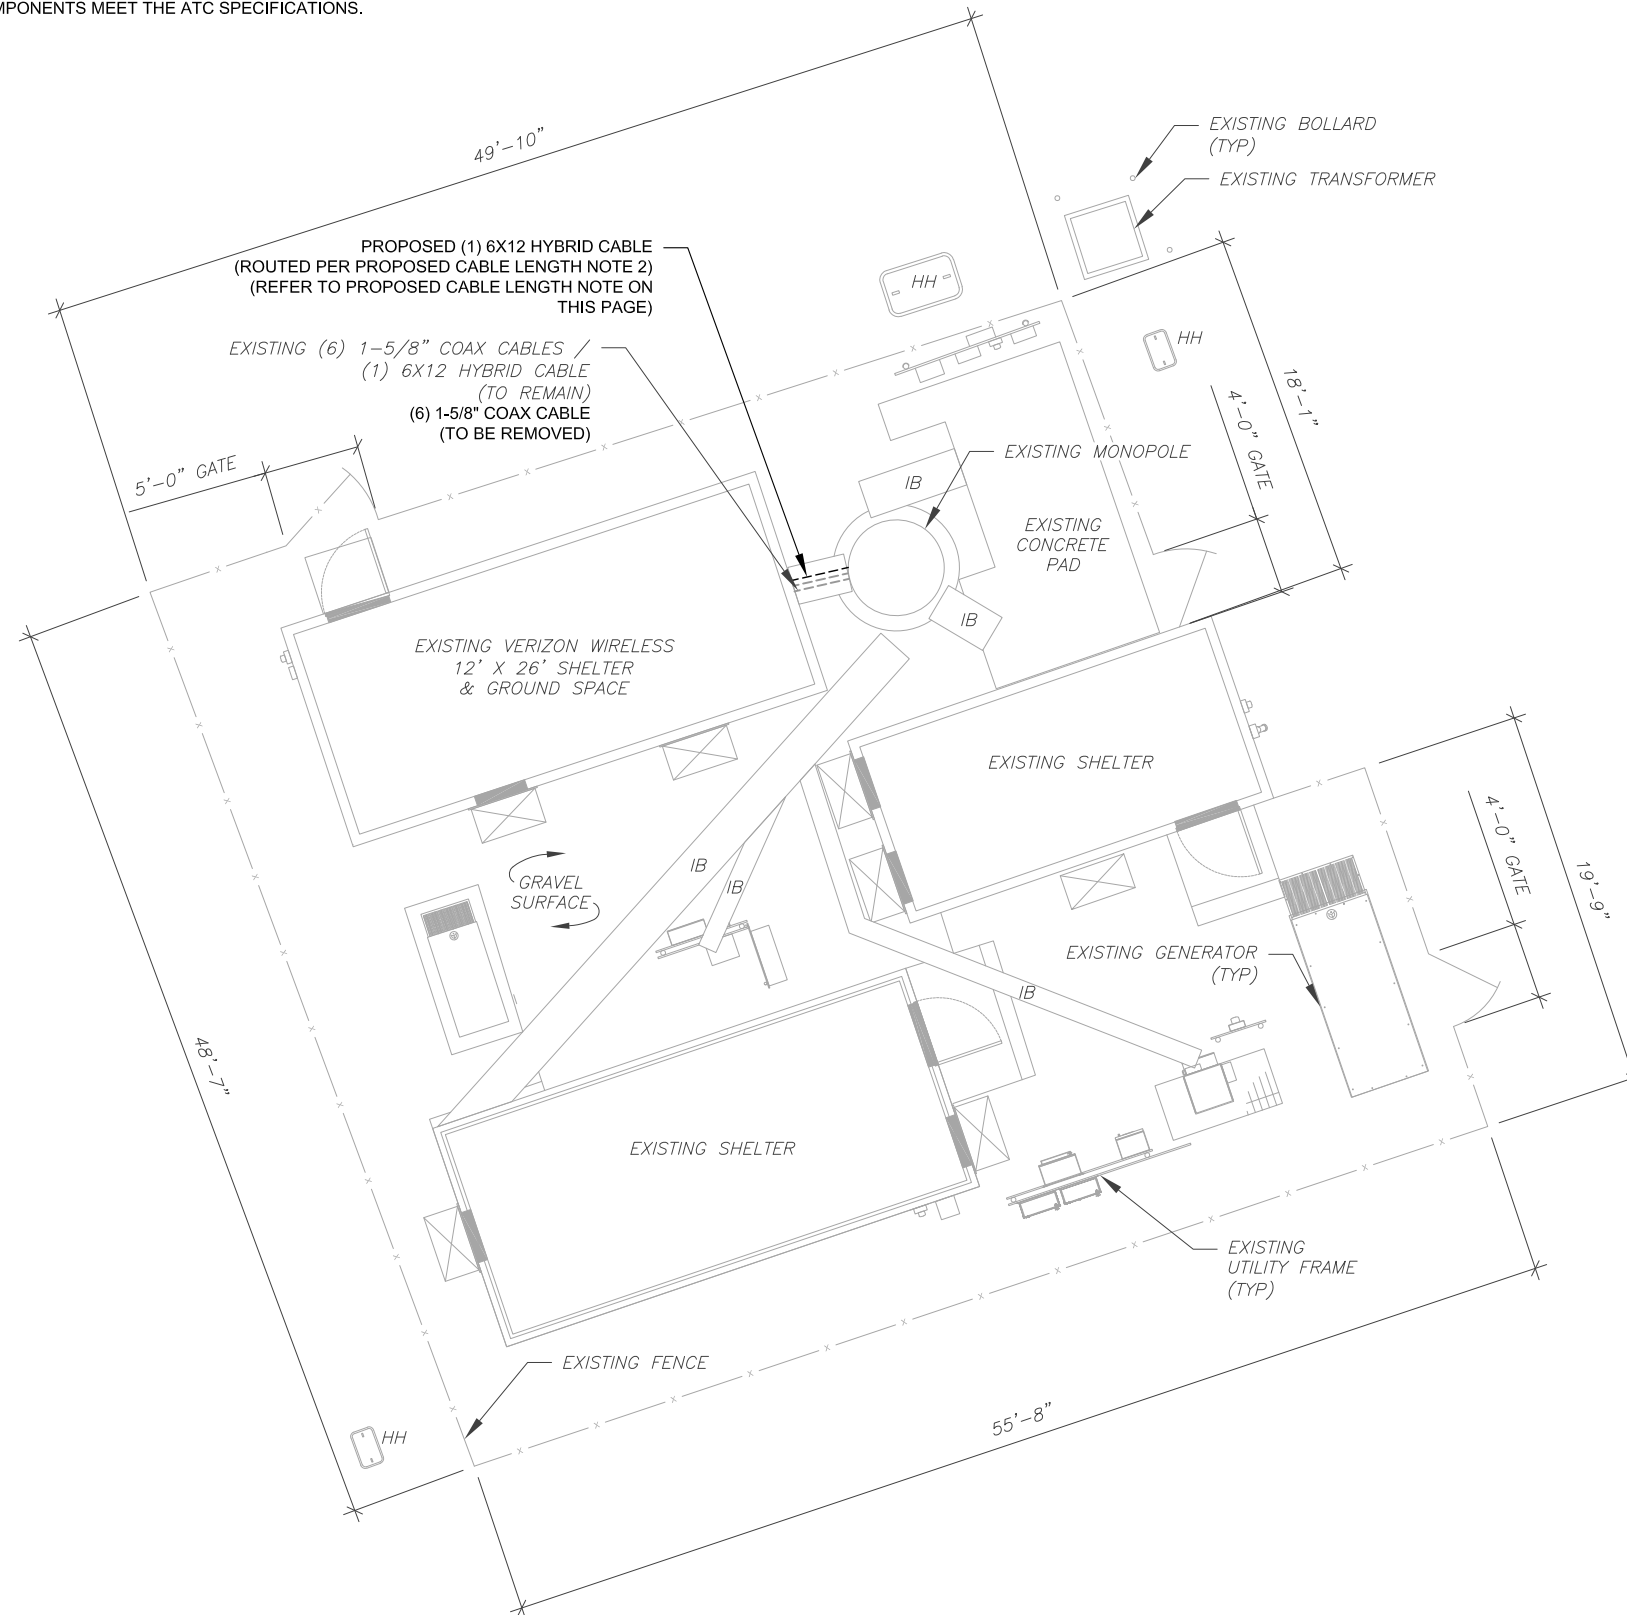 MPONENTS MEET THE ATC SPECIFICATIONS.
49'-10"
EXISTING BOLLARD
(TYP)
EXISTING TRANSFORMER
PROPOSED (1) 6X12 HYBRID CABLE
(ROUTED PER PROPOSED CABLE LENGTH NOTE 2)
(REFER TO PROPOSED CABLE LENGTH NOTE ON
THIS PAGE)
HH
HH
EXISTING (6) 1-5/8" COAX CABLES /
(1) 6X12 HYBRID CABLE
(TO REMAIN)
(6) 1-5/8" COAX CABLE
(TO BE REMOVED)
18'-1"
4'-0" GATE
5'-0" GATE
EXISTING MONOPOLE
IB
EXISTING
CONCRETE
PAD
IB
EXISTING VERIZON WIRELESS
12' X 26' SHELTER
& GROUND SPACE
EXISTING SHELTER
4'-0" GATE
19'-9"
IB
IB
GRAVEL
SURFACE
EXISTING GENERATOR
(TYP)
IB
48'-7"
EXISTING SHELTER
EXISTING
UTILITY FRAME
(TYP)
EXISTING FENCE
55'-8"
HH